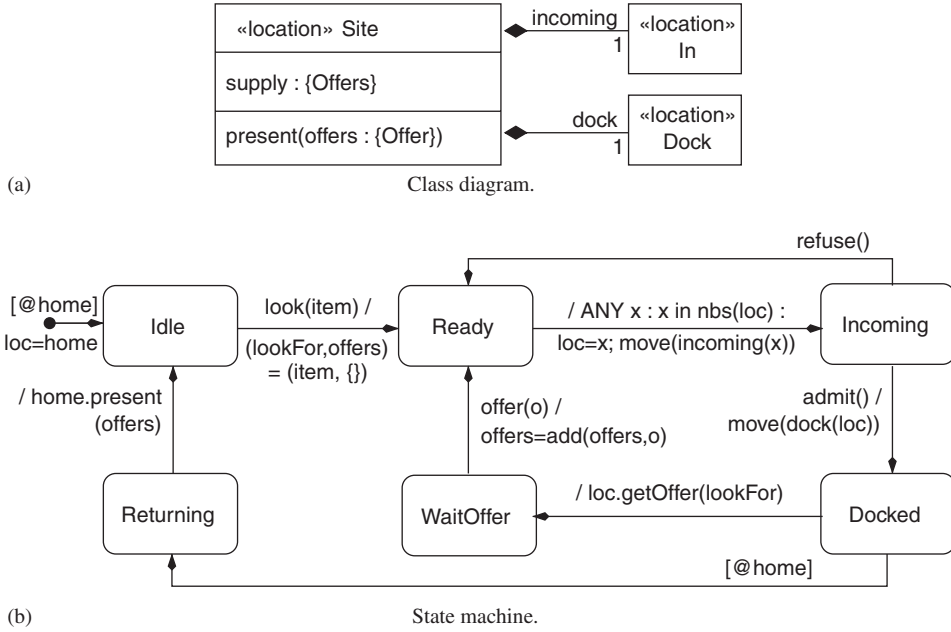 «location» Site
supply : {Offers}
present(offers : {Offer})
incoming
1
«location»
In
dock
1
«location»
Dock
(a)
Class diagram.
refuse()
[@home]
loc=home
Idle
look(item) /
(lookFor,offers)
= (item, {})
Ready
/ ANY x : x in nbs(loc) :
loc=x; move(incoming(x))
Incoming
/ home.present
(offers)
offer(o) /
offers=add(offers,o)
admit() /
move(dock(loc))
Returning
WaitOffer
/ loc.getOffer(lookFor)
Docked
[@home]
(b)
State machine.